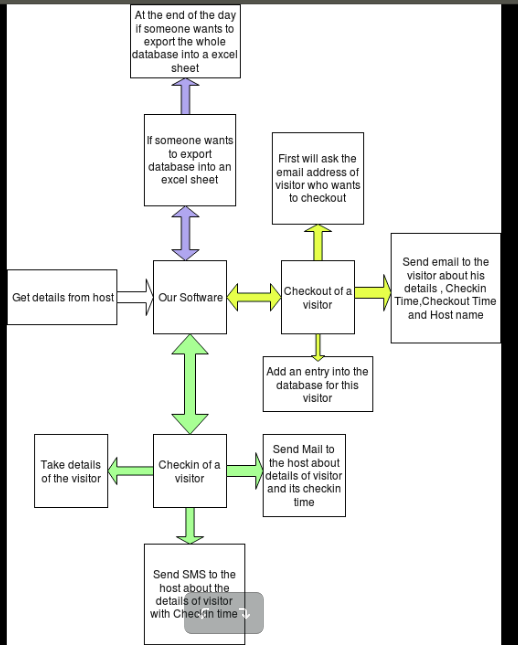 At the end of the day
if someone wants to
export the whole
database into a excel
sheet
If someone wants
to export
database into an
excel sheet
First will ask the
email address of
visitor who wants
to checkout
Send email to the
visitor about his
details , Checkin
Time,Checkout Time
and Host name
Get details from host
Our Software
Checkout of a
visitor
Add an entry into the
database for this
visitor
Take details
of the visitor
Checkin of a
visitor
Send Mail to
the host about
details of visitor
and its checkin
time
Send SMS to the
host about the
details of visitor
with Checkin time